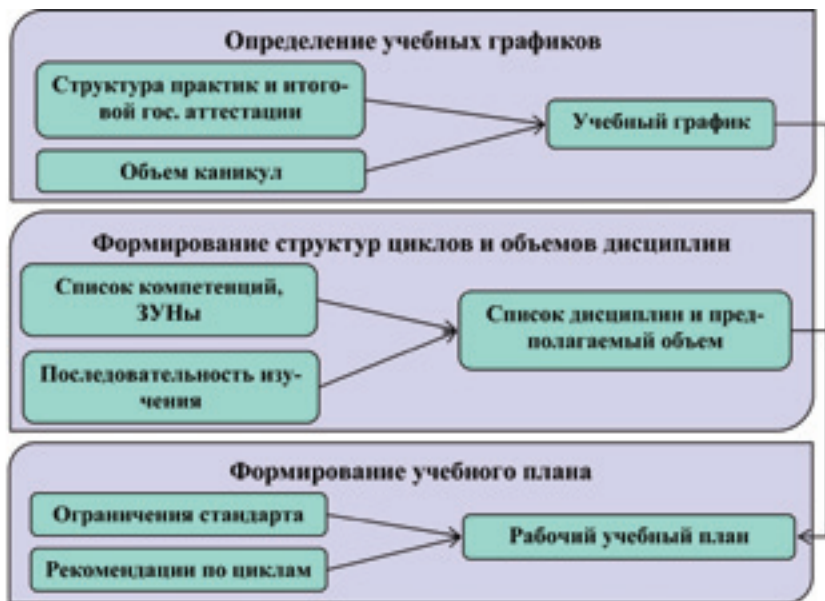 Определение учебных графиков
Структура практик и итого-
вой гос. аттестации
Учебный график
Объем каникул
Формирование структур циклов и объемов дисциплин
Список компетенций,
ЗУНы
Список дисциплин и пред-
полагаемый объем
Последовательность изу-
чения
Формирование учебного плана
Ограничения стандарта
Рабочий учебный план
Рекомендации по циклам